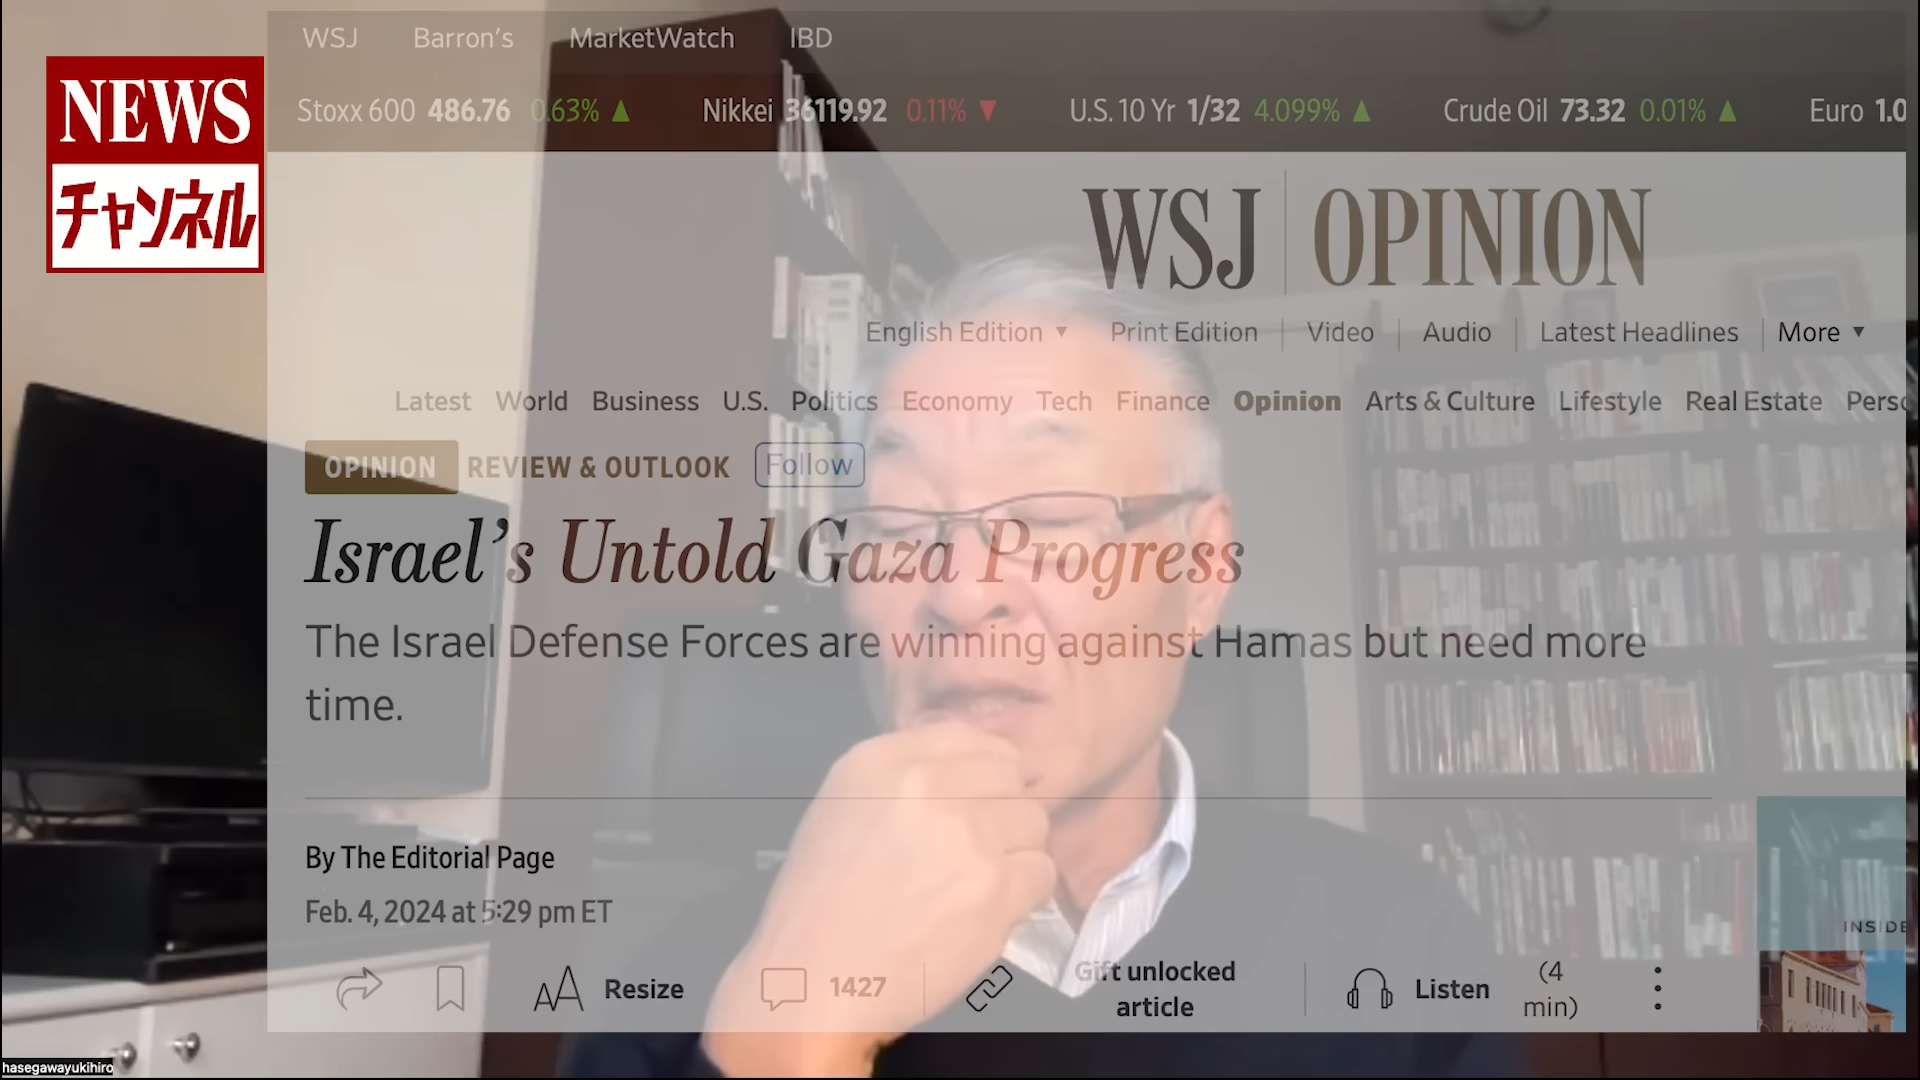 WSJ Barron's MarketWatch IBD
NEWS
チャンネル
Stoxx 600 486.76 0.63% ▲ Nikkei 36119.92 0.11% ▼ U.S. 10 Yr 1/32 4.099% ▲ Crude Oil 73.32 0.01% ▲ Euro 1.0
WSJ | OPINION
English Edition ▼ Print Edition | Video | Audio | Latest Headlines | More ▼
Latest World Business U.S. Politics Economy Tech Finance Opinion Arts & Culture Lifestyle Real Estate Perso
OPINION REVIEW & OUTLOOK Follow
Israel’s Untold Gaza Progress
The Israel Defense Forces are winning against Hamas but need more
time.
By The Editorial Page
Feb. 4, 2024 at 5:29 pm ET
INSIDE
AA Resize 1427 Gift unlocked
article
Listen (4
min)
hasegawayukihiro